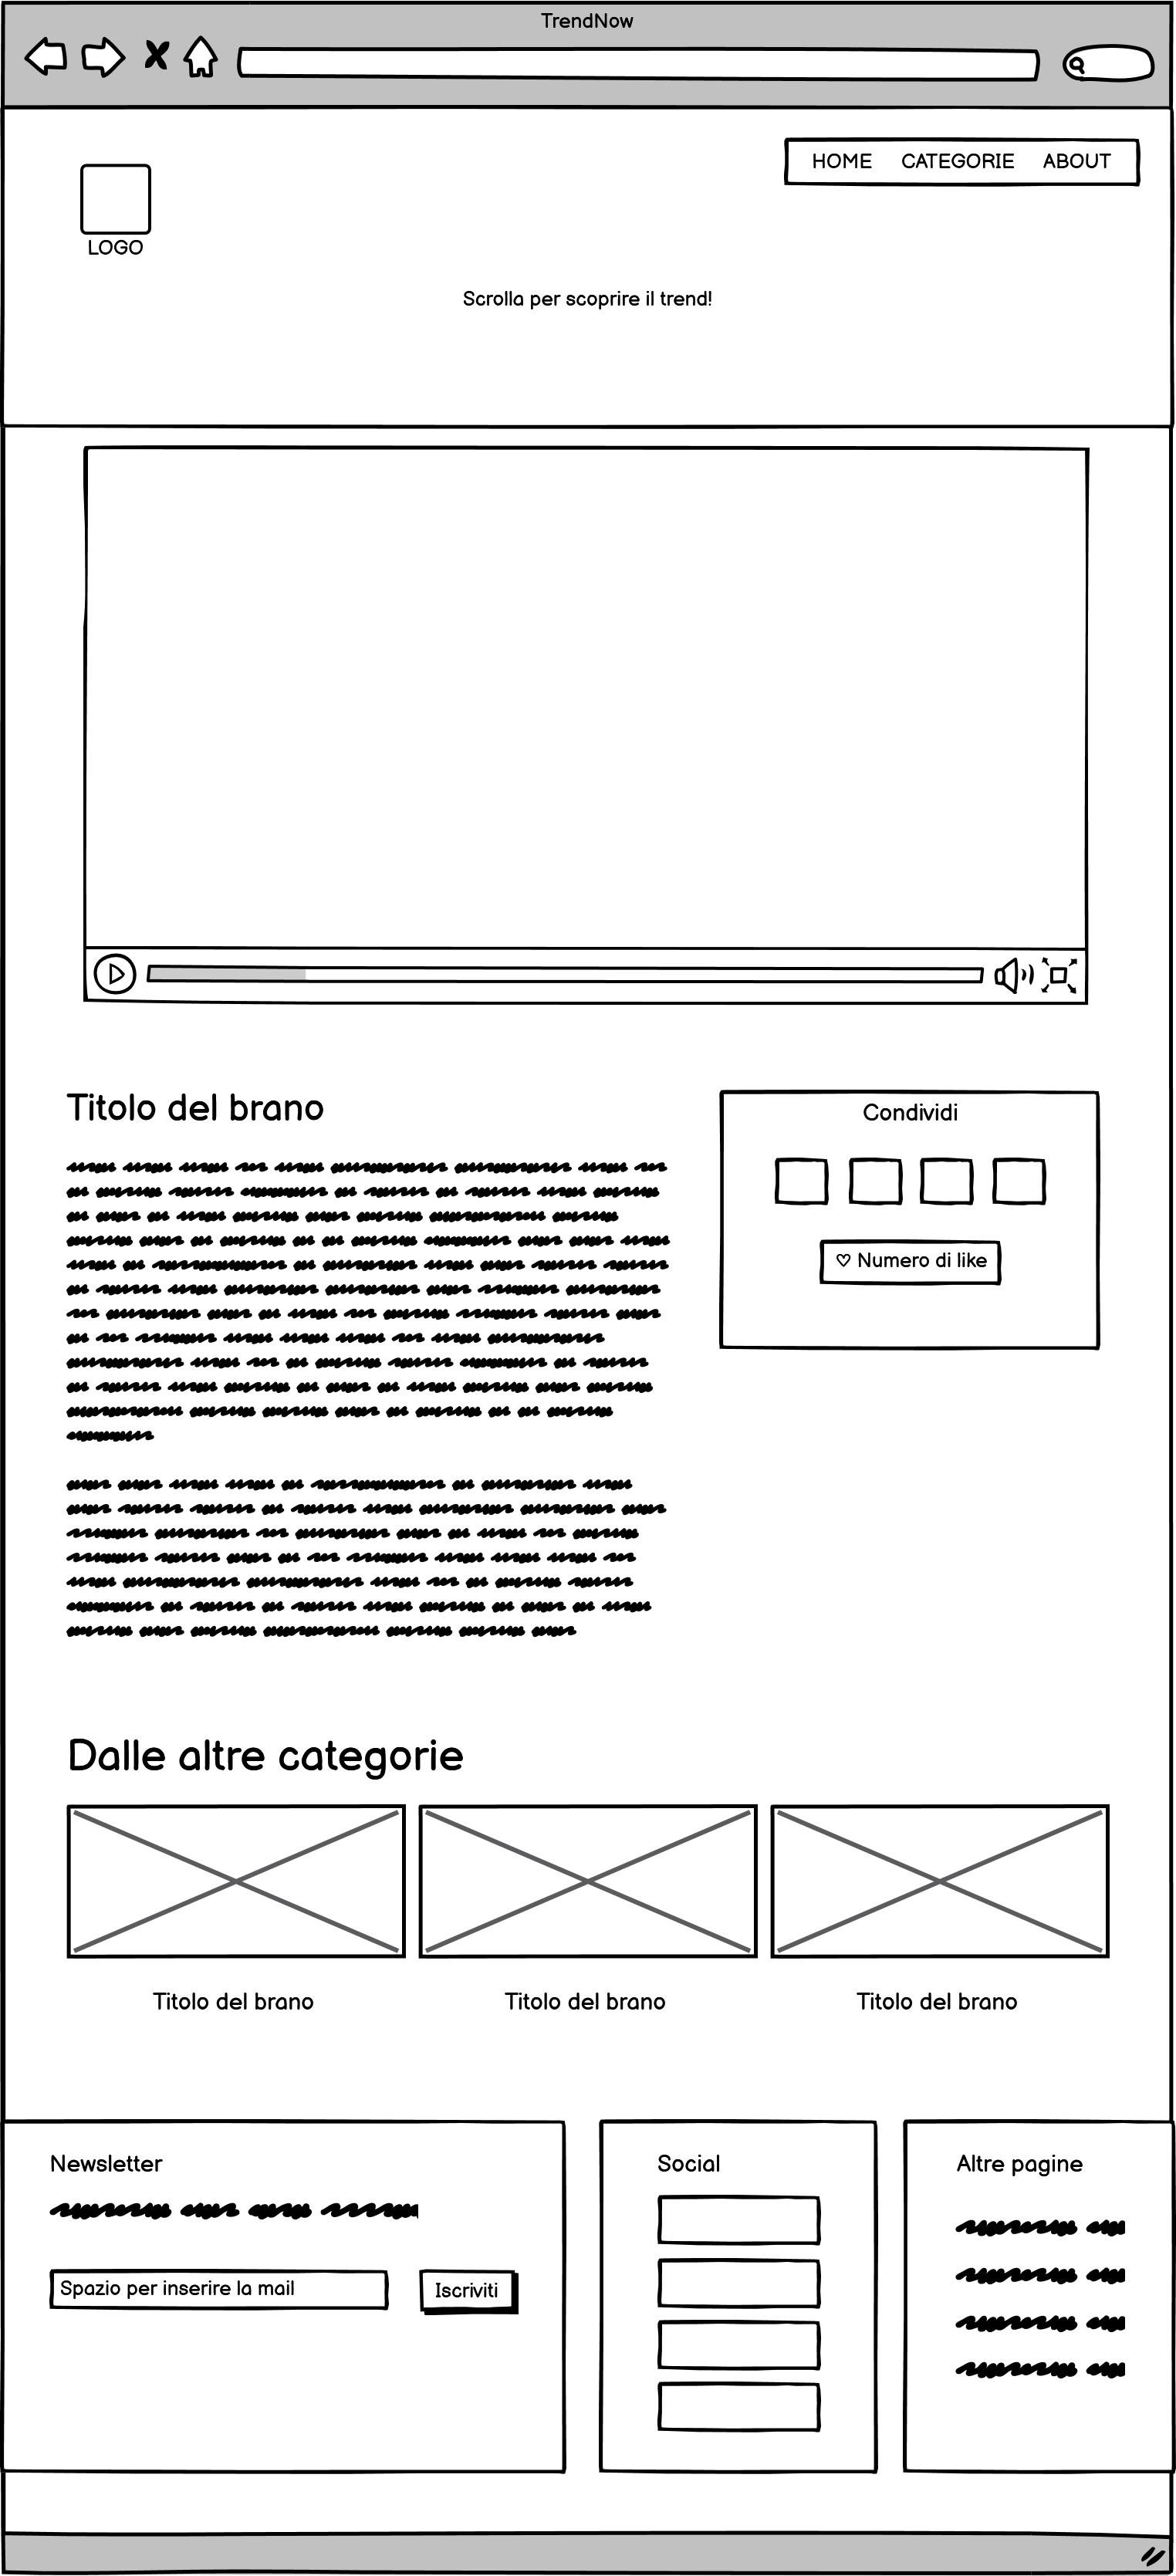 TrendNow
HOME CATEGORIE ABOUT
LOGO
Scrolla per scoprire il trend!
Titolo del brano
Condividi
♡ Numero di like
Dalle altre categorie
Titolo del brano Titolo del brano Titolo del brano
Newsletter
Social
Altre pagine
Spazio per inserire la mail
Iscriviti